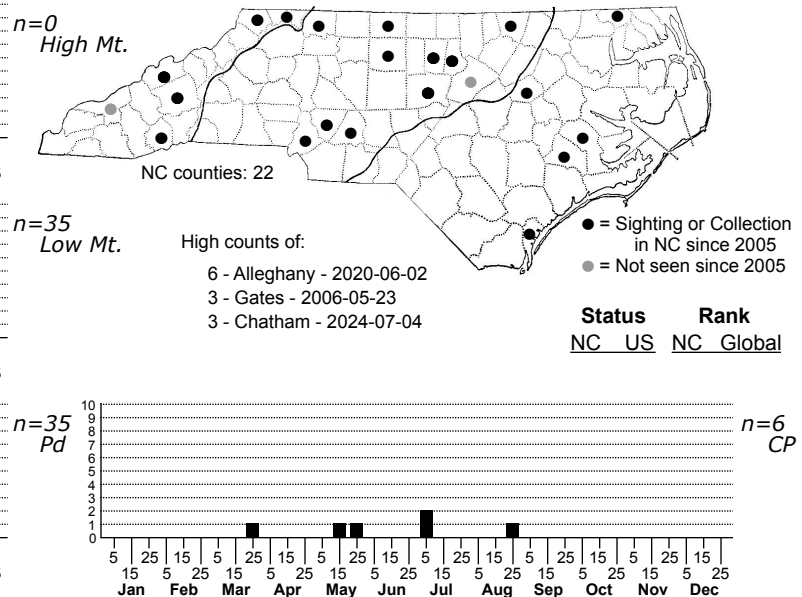 n=0
High Mt.
NC counties: 22
n=35
Low Mt.
High counts of:
6 - Alleghany - 2020-06-02
3 - Gates - 2006-05-23
3 - Chatham - 2024-07-04
= Sighting or Collection
in NC since 2005
= Not seen since 2005
Status Rank
NC US NC Global
n=35
Pd
n=6
CP
10
9
8
7
6
5
4
3
2
1
0
5 25 15 5 25 15 5 25 15 5 25 15 5 25 15 5 25 15
15 5 25 15 5 25 15 5 25 15 5 25 15 5 25 15 5 25
Jan Feb Mar Apr May Jun Jul Aug Sep Oct Nov Dec